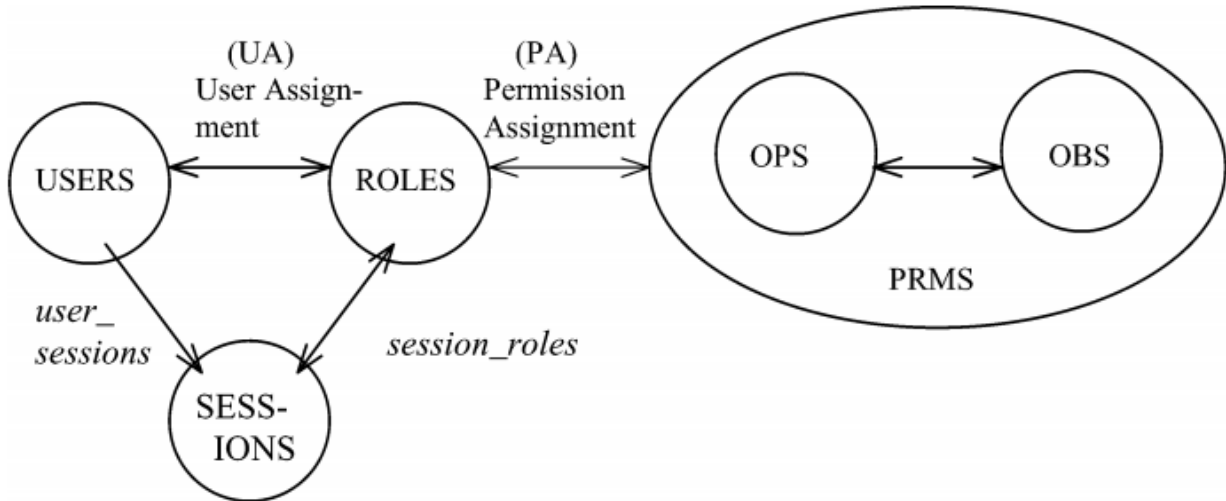 (UA)
User Assign-
ment
(PA)
Permission
Assignment
USERS
ROLES
OPS
OBS
PRMS
user_
sessions
session_roles
SESS-
IONS